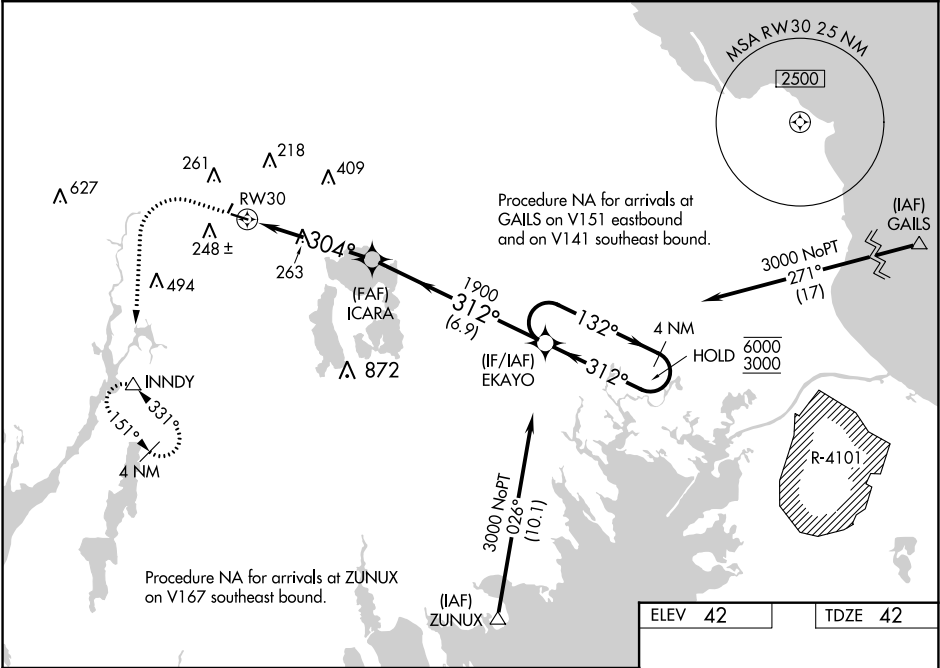 MSA RW30 25 NM
2500
218
261
409
627
RW30
248 ±
263
304°
494
(FAF)
ICARA
Procedure NA for arrivals at
GAILS on V151 eastbound
and on V141 southeast bound.
(IAF)
GAILS
3000 NoPT
271°
(17)
1900
312°
(6.9)
132°
4 NM
HOLD
6000
3000
312°
(IF/IAF)
EKAYO
872
INNDY
331°
151°
4 NM
R-4101
3000 NoPT
026°
(10.1)
Procedure NA for arrivals at ZUNUX
on V167 southeast bound.
(IAF)
ZUNUX
ELEV 42
TDZE 42